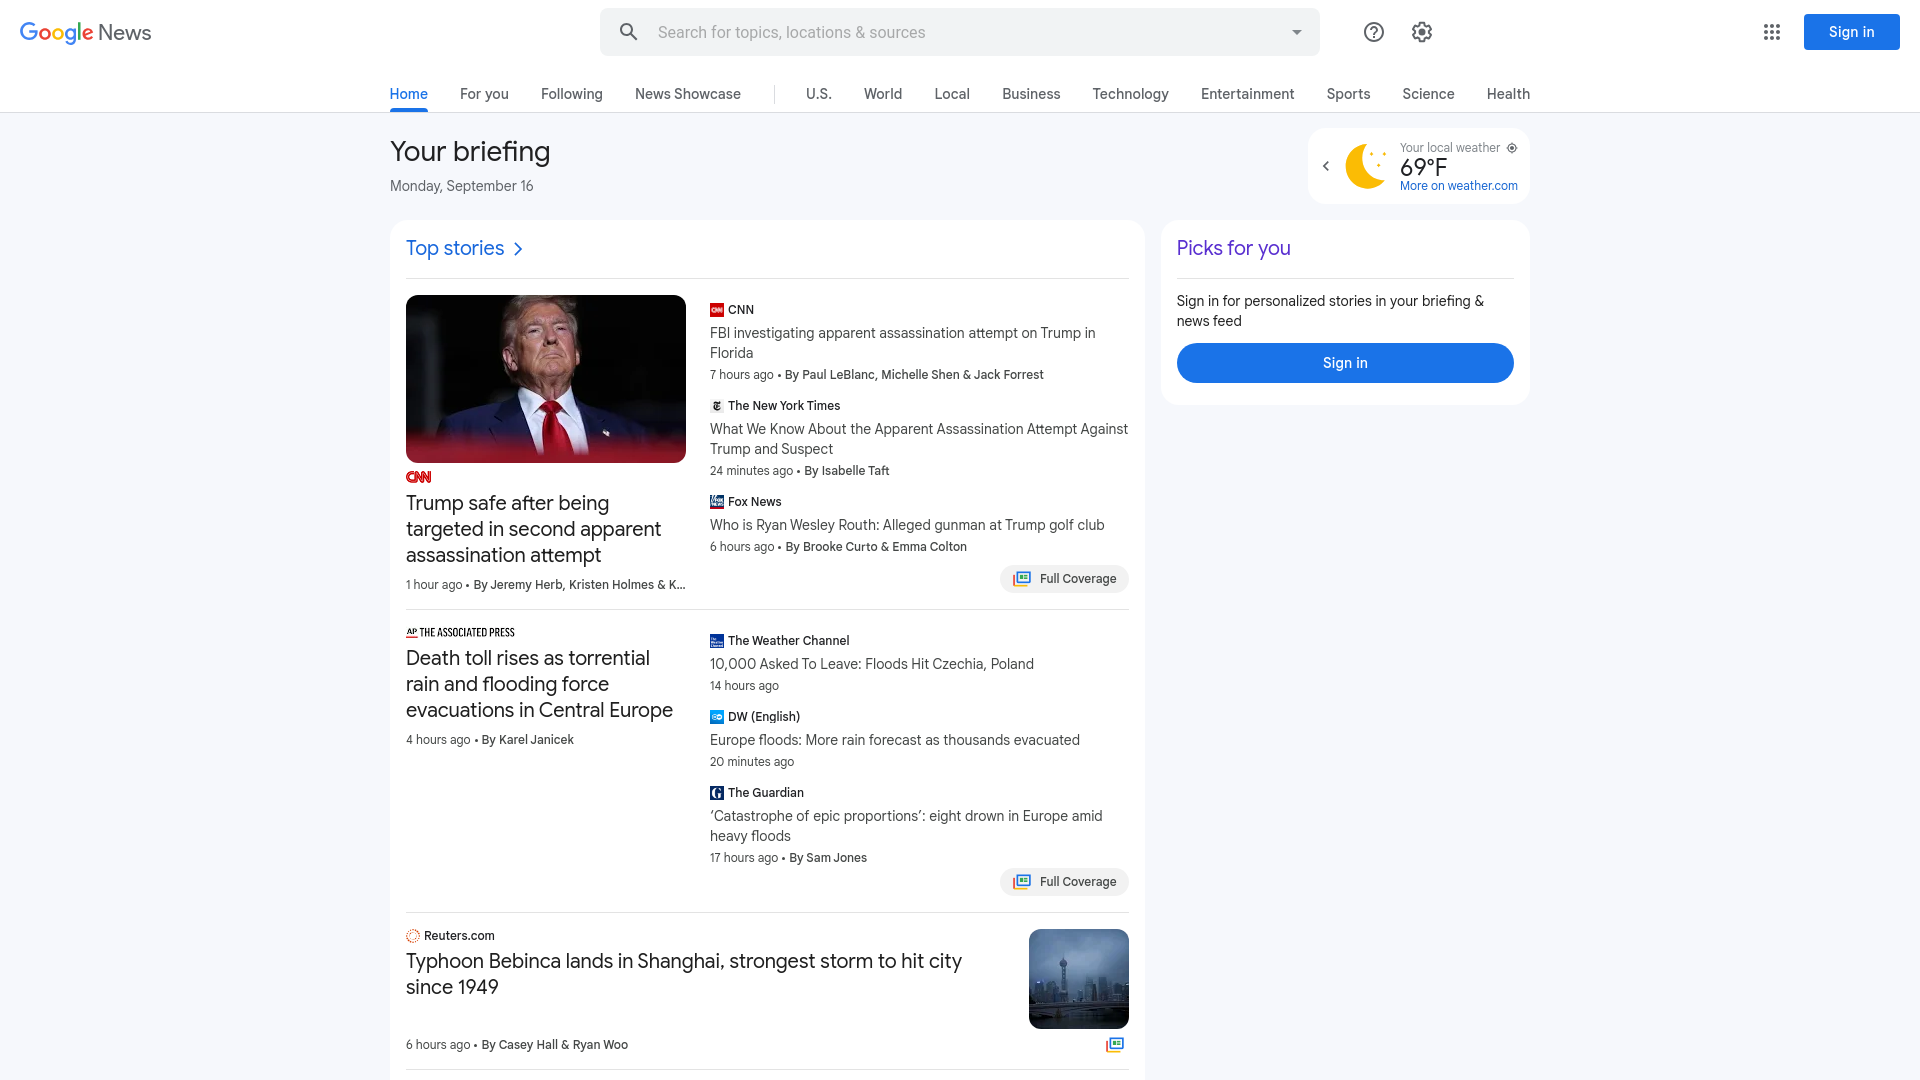 Google News
Search for topics, locations & sources
Sign in
Home
For you
Following
News Showcase
U.S.
World
Local
Business
Technology
Entertainment
Sports
Science
Health
Your briefing
Monday, September 16
Your local weather
69°F
More on weather.com
Top stories
CNN
Trump safe after being
targeted in second apparent
assassination attempt
1 hour ago • By Jeremy Herb, Kristen Holmes & K...
CNN
FBI investigating apparent assassination attempt on Trump in
Florida
7 hours ago • By Paul LeBlanc, Michelle Shen & Jack Forrest
The New York Times
What We Know About the Apparent Assassination Attempt Against
Trump and Suspect
24 minutes ago • By Isabelle Taft
Fox News
Who is Ryan Wesley Routh: Alleged gunman at Trump golf club
6 hours ago • By Brooke Curto & Emma Colton
Full Coverage
AP THE ASSOCIATED PRESS
Death toll rises as torrential
rain and flooding force
evacuations in Central Europe
4 hours ago • By Karel Janicek
The Weather Channel
10,000 Asked To Leave: Floods Hit Czechia, Poland
14 hours ago
DW (English)
Europe floods: More rain forecast as thousands evacuated
20 minutes ago
The Guardian
‘Catastrophe of epic proportions’: eight drown in Europe amid
heavy floods
17 hours ago • By Sam Jones
Full Coverage
Reuters.com
Typhoon Bebinca lands in Shanghai, strongest storm to hit city
since 1949
6 hours ago • By Casey Hall & Ryan Woo
Picks for you
Sign in for personalized stories in your briefing &
news feed
Sign in